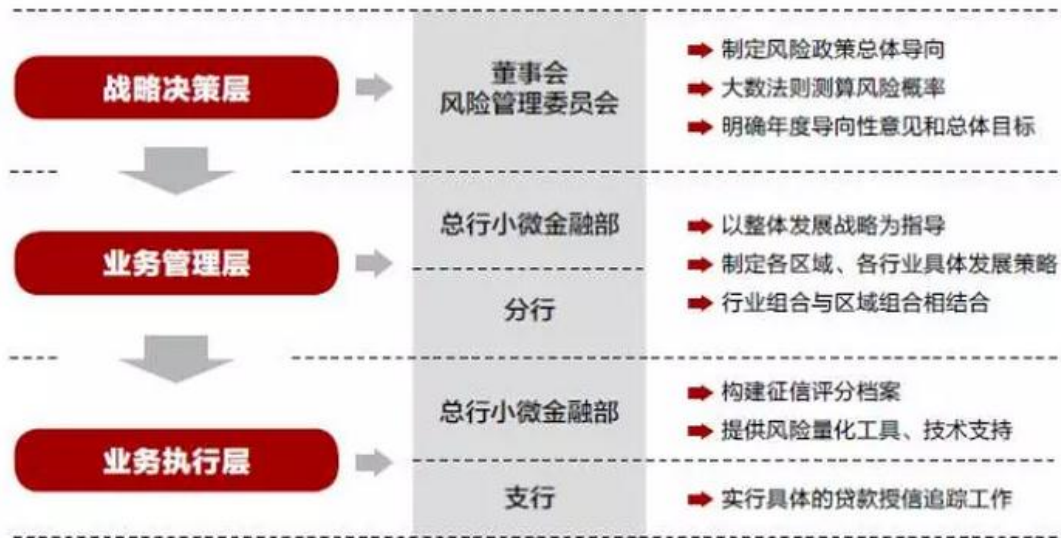 战略决策层
董事会
风险管理委员会
制定风险政策总体导向
大数法则测算风险概率
明确年度导向性意见和总体目标
业务管理层
总行小微金融部
分行
以整体发展战略为指导
制定各区域、各行业具体发展策略
行业组合与区域组合相结合
业务执行层
总行小微金融部
构建征信评分档案
提供风险量化工具、技术支持
支行
实行具体的贷款授信追踪工作